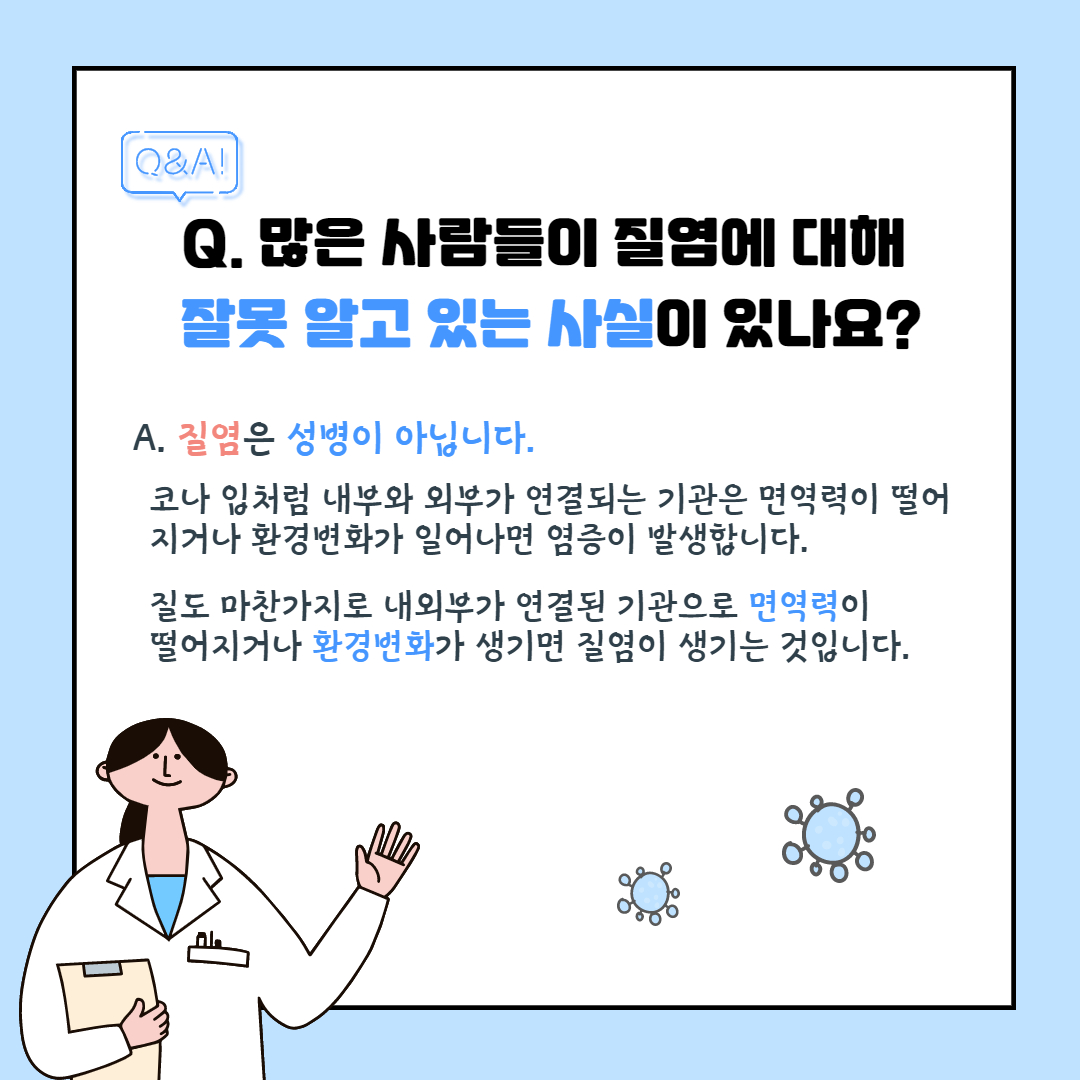 Q&A!
Q. 많은 사람들이 질염에 대해
잘못 알고 있는 사실이 있나요?
A. 질염은 성병이 아닙니다.
코나 입처럼 내부와 외부가 연결되는 기관은 면역력이 떨어
지거나 환경변화가 일어나면 염증이 발생합니다.
질도 마찬가지로 내외부가 연결된 기관으로 면역력이
떨어지거나 환경변화가 생기면 질염이 생기는 것입니다.